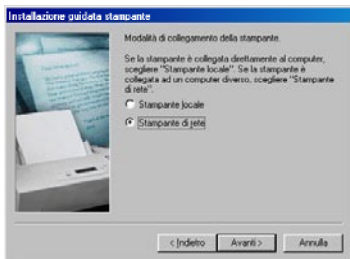 Installazione guidata stampante
Modalità di collegamento della stampante.
Se la stampante è collegata direttamente al computer,
scegliere "Stampante locale". Se la stampante è
collegata ad un computer diverso, scegliere "Stampante
di rete".
Stampante locale
Stampante di rete
< Indietro
Avanti >
Annulla